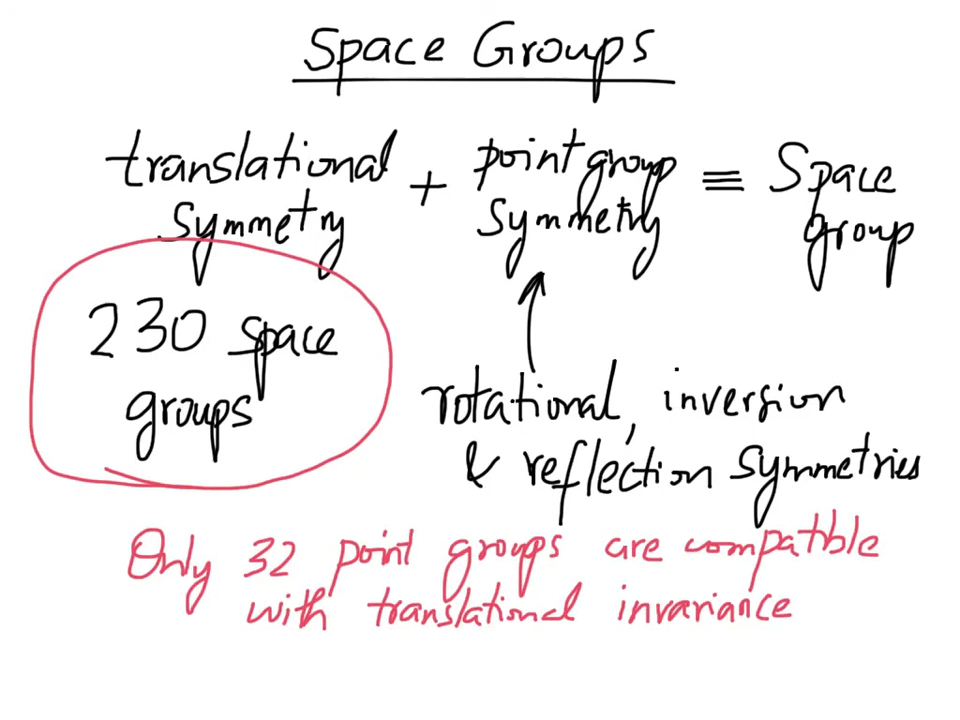 Space Groups
translational symmetry + point group symmetry ≡ Space group
230 space groups
rotational, inversion
& reflection symmetries
Only 32 point groups are compatible
with translational invariance